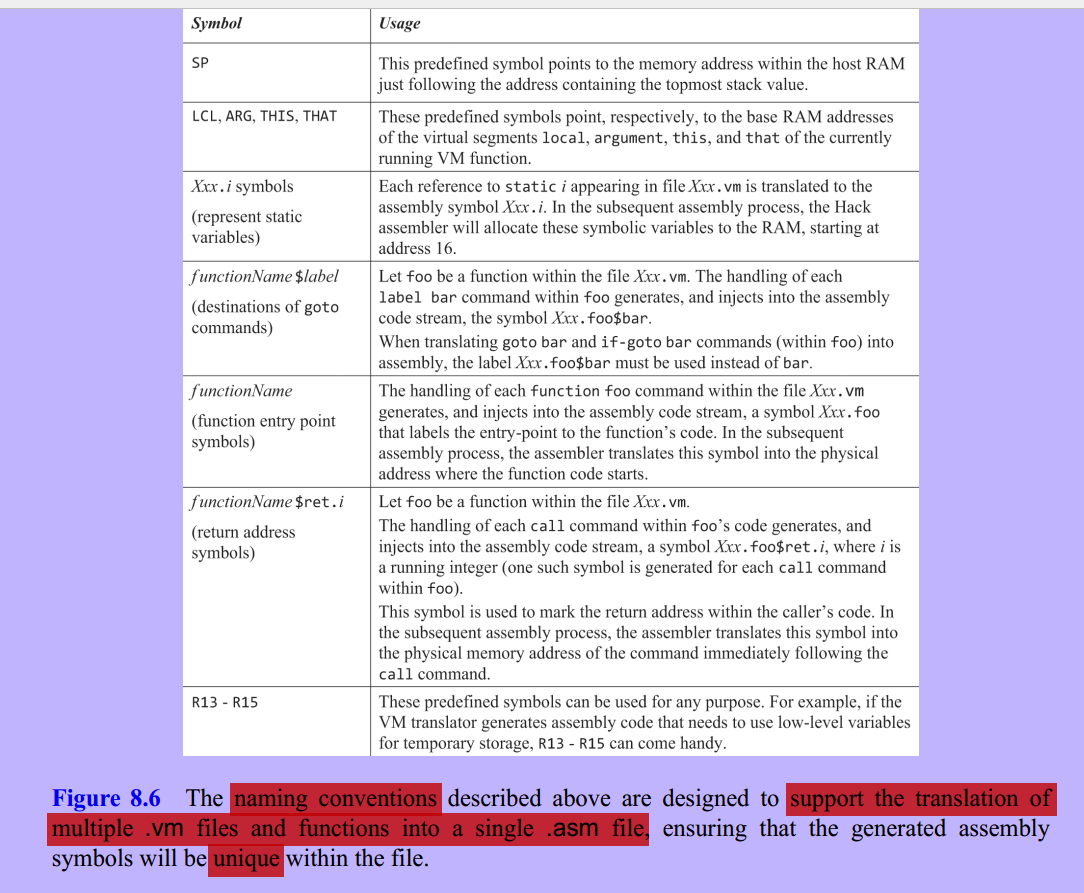 Symbol Usage
SP
This predefined symbol points to the memory address within the host RAM
just following the address containing the topmost stack value.
LCL, ARG, THIS, THAT
These predefined symbols point, respectively, to the base RAM addresses
of the virtual segments local, argument, this, and that of the currently
running VM function.
Xxx.i symbols
(represent static
variables)
Each reference to static i appearing in file Xxx.vm is translated to the
assembly symbol Xxx.i. In the subsequent assembly process, the Hack
assembler will allocate these symbolic variables to the RAM, starting at
address 16.
functionName$label
(destinations of goto
commands)
Let foo be a function within the file Xxx.vm. The handling of each
label bar command within foo generates, and injects into the assembly
code stream, the symbol Xxx.foo$bar.
When translating goto bar and if-goto bar commands (within foo) into
assembly, the label Xxx.foo$bar must be used instead of bar.
functionName
(function entry point
symbols)
The handling of each function foo command within the file Xxx.vm
generates, and injects into the assembly code stream, a symbol Xxx.foo
that labels the entry-point to the function’s code. In the subsequent
assembly process, the assembler translates this symbol into the physical
address where the function code starts.
functionName$ret.i
(return address
symbols)
Let foo be a function within the file Xxx.vm.
The handling of each call command within foo’s code generates, and
injects into the assembly code stream, a symbol Xxx.foo$ret.i, where i is
a running integer (one such symbol is generated for each call command
within foo).
This symbol is used to mark the return address within the caller’s code. In
the subsequent assembly process, the assembler translates this symbol into
the physical memory address of the command immediately following the
call command.
R13 - R15
These predefined symbols can be used for any purpose. For example, if the
VM translator generates assembly code that needs to use low-level variables
for temporary storage, R13 - R15 can come handy.
Figure 8.6 The naming conventions described above are designed to support the translation of
multiple .vm files and functions into a single .asm file, ensuring that the generated assembly
symbols will be unique within the file.